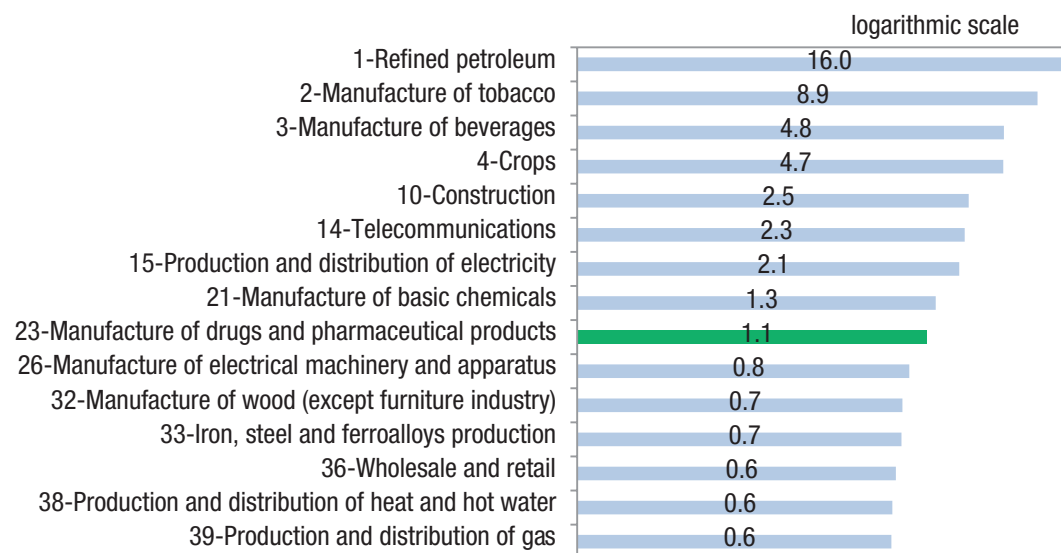 logarithmic scale
1-Refined petroleum 16.0
2-Manufacture of tobacco 8.9
3-Manufacture of beverages 4.8
4-Crops 4.7
10-Construction 2.5
14-Telecommunications 2.3
15-Production and distribution of electricity 2.1
21-Manufacture of basic chemicals 1.3
23-Manufacture of drugs and pharmaceutical products 1.1
26-Manufacture of electrical machinery and apparatus 0.8
32-Manufacture of wood (except furniture industry) 0.7
33-Iron, steel and ferroalloys production 0.7
36-Wholesale and retail 0.6
38-Production and distribution of heat and hot water 0.6
39-Production and distribution of gas 0.6